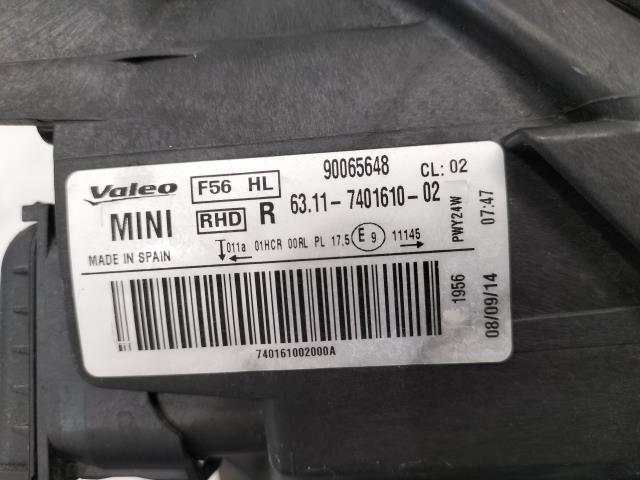 Valeo F56 HL 90065648 CL: 02
MINI RHD R 63.11-7401610-02
011a 01HCR 00RL PL 17,5 E 9 11145
MADE IN SPAIN
740161002000A
1956 PWY24W
08/09/14 07:47